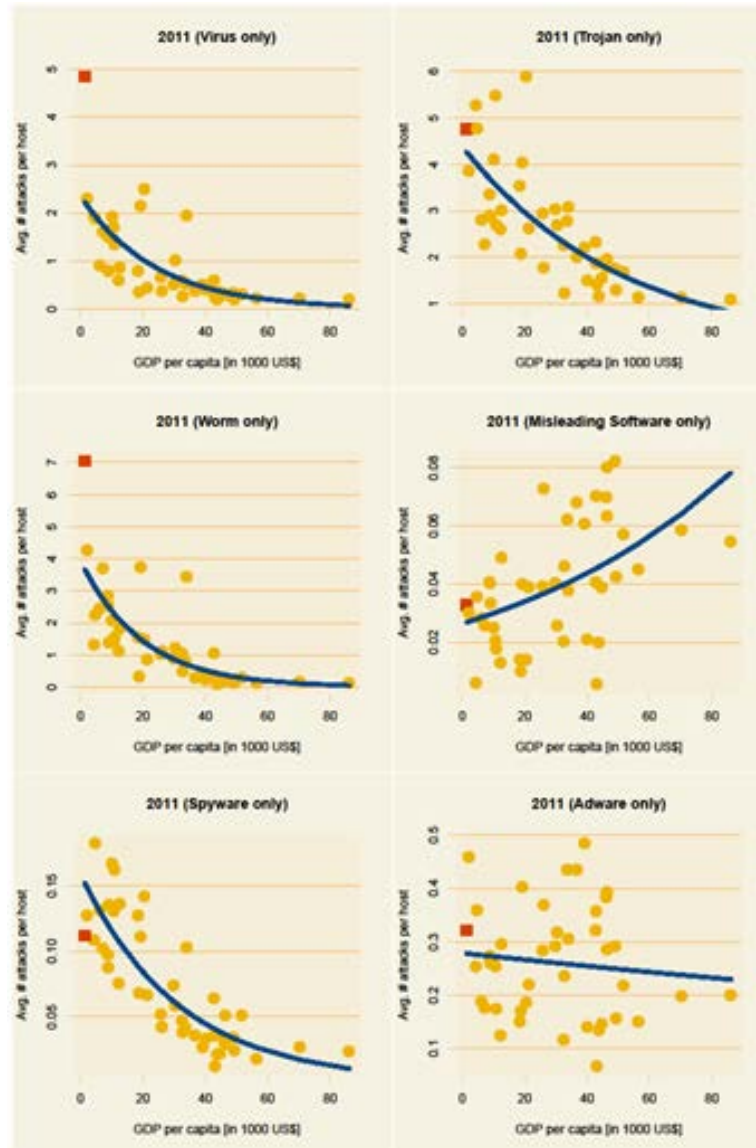 2011 (Virus only)
Avg. # attacks per host
5
4
3
2
1
0
0 20 40 60 80
GDP per capita [in 1000 US$]
2011 (Trojan only)
Avg. # attacks per host
6
5
4
3
2
1
0 20 40 60 80
GDP per capita [in 1000 US$]
2011 (Worm only)
Avg. # attacks per host
7
6
5
4
3
2
1
0
0 20 40 60 80
GDP per capita [in 1000 US$]
2011 (Misleading Software only)
Avg. # attacks per host
0.08
0.06
0.04
0.02
0 20 40 60 80
GDP per capita [in 1000 US$]
2011 (Spyware only)
Avg. # attacks per host
0.15
0.10
0.05
0 20 40 60 80
GDP per capita [in 1000 US$]
2011 (Adware only)
Avg. # attacks per host
0.5
0.4
0.3
0.2
0.1
0 20 40 60 80
GDP per capita [in 1000 US$]